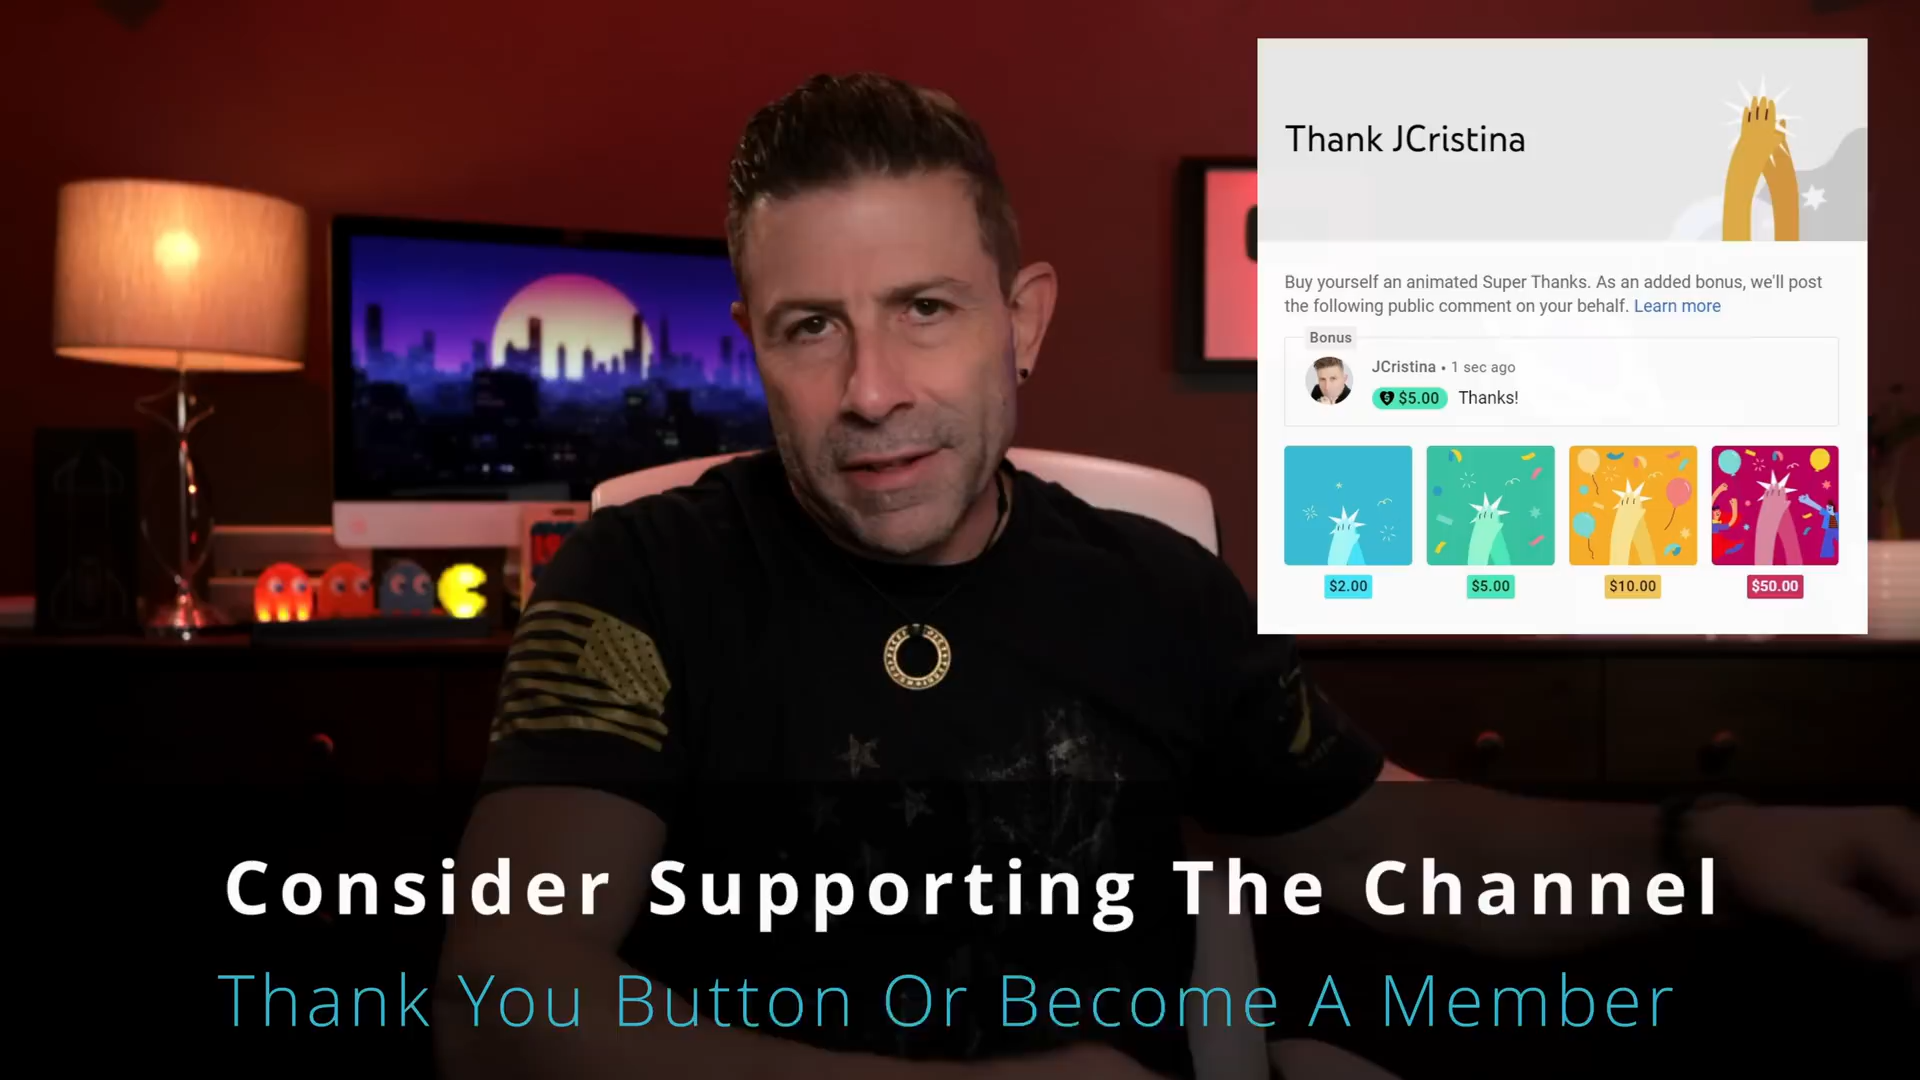 Thank JCristina
Buy yourself an animated Super Thanks. As an added bonus, we'll post
the following public comment on your behalf. Learn more
Bonus
JCristina • 1 sec ago
$5.00 Thanks!
$2.00 $5.00 $10.00 $50.00
Consider Supporting The Channel
Thank You Button Or Become A Member